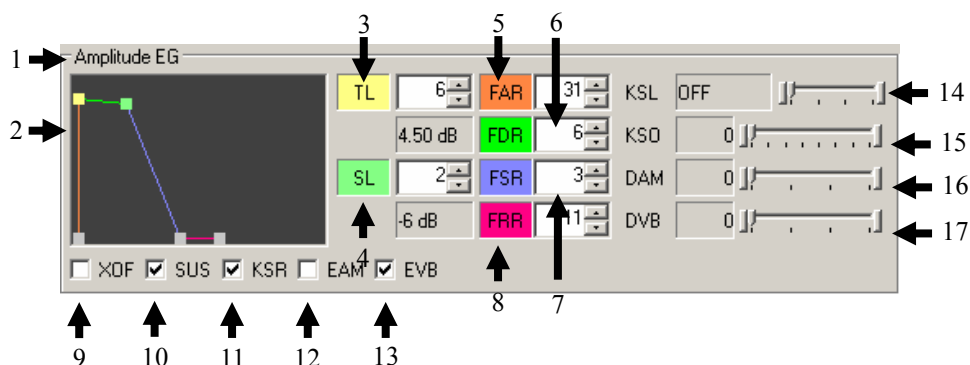 3 5 6
1 Amplitude EG
TL 6 FAR 31 KSL OFF 14
2 4.50 dB FDR 6 KSO 0 15
SL 2 FSR 3 DAM 0 16
-6 dB FRR 11 DVB 0 17
4
XOF SUS KSR EAM EVB
8 7
9 10 11 12 13